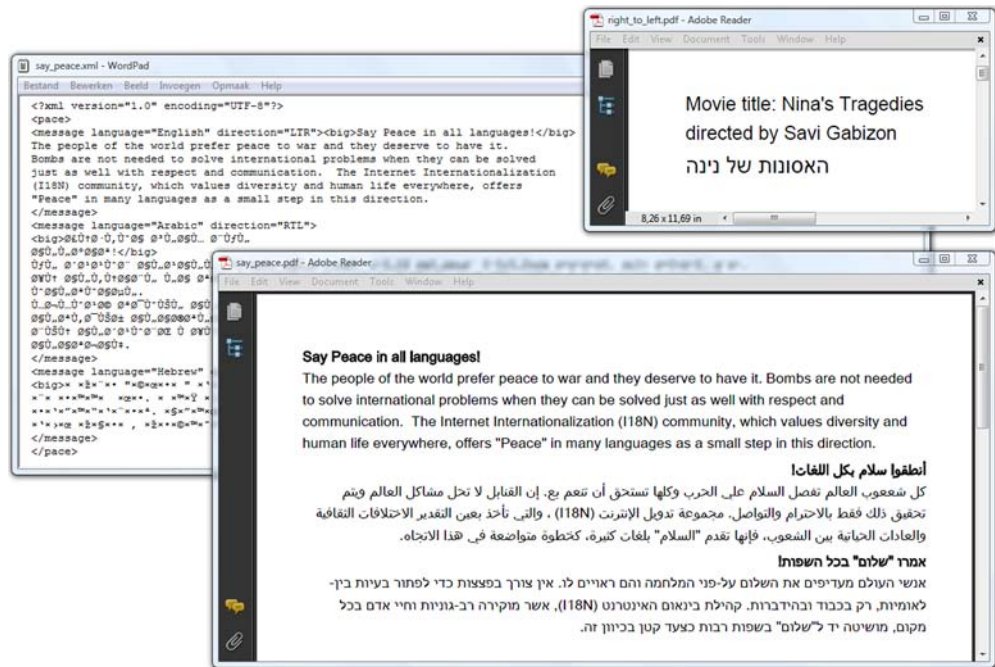 say_peace.xml - WordPad
Bestand Bewerken Beeld Invoegen Opmaak Help
<?xml version="1.0" encoding="UTF-8"?>
<pace>
<message language="English" direction="LTR"><big>Say Peace in all languages!</big>
The people of the world prefer peace to war and they deserve to have it.
Bombs are not needed to solve international problems when they can be solved
just as well with respect and communication.  The Internet Internationalization
(I18N) community, which values diversity and human life everywhere, offers
"Peace" in many languages as a small step in this direction.
</message>
<message language="Arabic" direction="RTL">
</message>
<message language="Hebrew"
</message>
</pace>
right_to_left.pdf - Adobe Reader
File Edit View Document Tools Window Help
Movie title: Nina's Tragedies
directed by Savi Gabizon
האסונות של נינה
8,26 x 11,69 in
say_peace.pdf - Adobe Reader
File Edit View Document Tools Window Help
Say Peace in all languages!
The people of the world prefer peace to war and they deserve to have it. Bombs are not needed
to solve international problems when they can be solved just as well with respect and
communication.  The Internet Internationalization (I18N) community, which values diversity and
human life everywhere, offers "Peace" in many languages as a small step in this direction.
أنطقوا سلام بكل اللغات!
كل شععوب العالم تفصل السلام علي الحرب وكلها تستحق أن تنعم بع. إن القنابل لا تحل مشاكل العالم ويتم
تحقيق ذلك فقط بالاحترام والتواصل. مجموعة تدويل الإنترنت (I18N) ، والتي تأخذ بعين التقدير الاختلافات الثقافية
والعادات الحياتية بين الشعوب، فإنها تقدم "السلام" بلغات كثيرة، كخطوة متواضعة في هذا الاتجاه.
אמרו "שלום" בכל השפות!
אנשי העולם מעדיפים את השלום על-פני המלחמה והם ראויים לו. אין צורך בפצצות כדי לפתור בעיות בין-
לאומיות, רק בכבוד ובהידברות. קהילת בינאום האינטרנט (I18N), אשר מוקירה רב-גוניות וחיי אדם בכל
מקום, מושיטה יד ל"שלום" בשפות רבות כצעד קטן בכיוון זה.